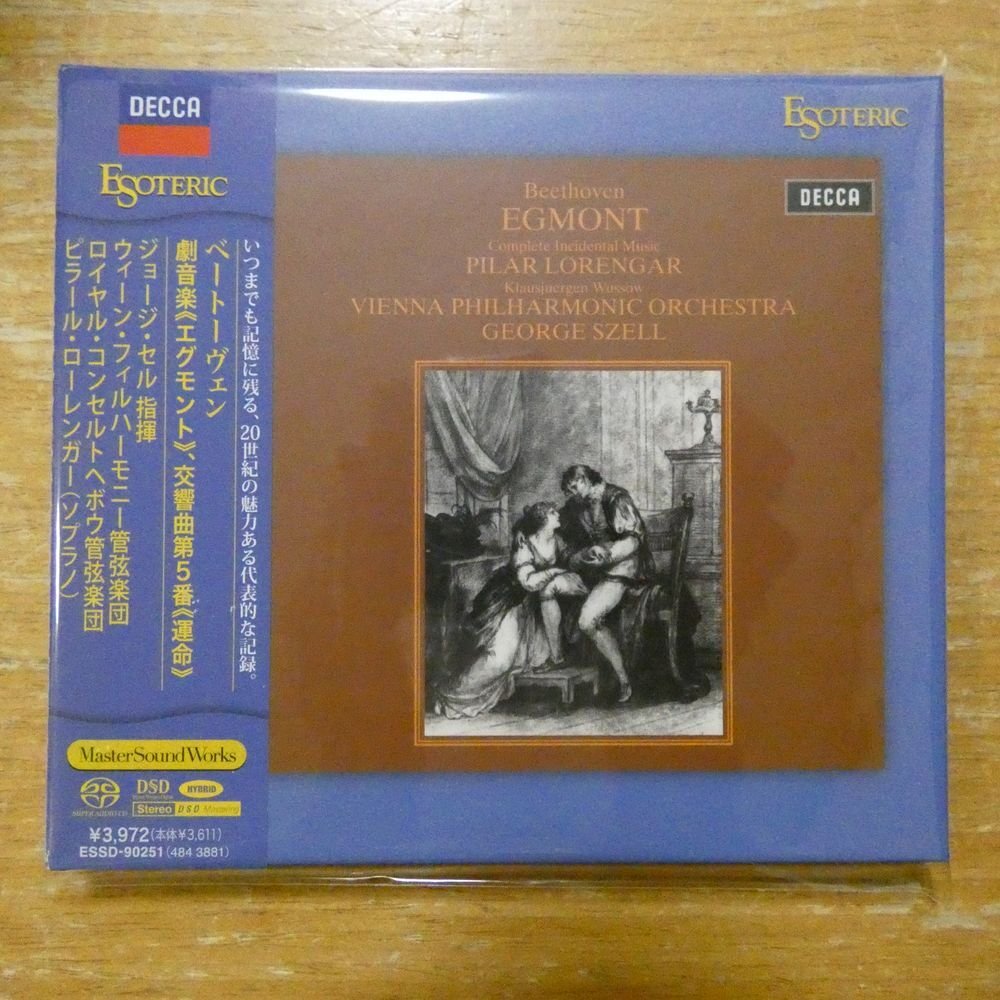 DECCA
ESOTERIC
いつまでも記憶に残る、20世紀の魅力ある代表的な記録。
ベートーヴェン
劇音楽《エグモント》、交響曲第5番《運命》
ジョージ・セル 指揮
ウィーン・フィルハーモニー管弦楽団
ロイヤル・コンセルトヘボウ管弦楽団
ピラール・ローレンガー(ソプラノ)
MasterSoundWorks
SUPER AUDIO CD
DSD
HYBRID
Stereo DSD Mastering
¥3,972(本体¥3,611)
ESSD-90251(484 3881)
ESOTERIC
DECCA
Beethoven
EGMONT
Complete Incidental Music
PILAR LORENGAR
Klausjuergen Wussow
VIENNA PHILHARMONIC ORCHESTRA
GEORGE SZELL